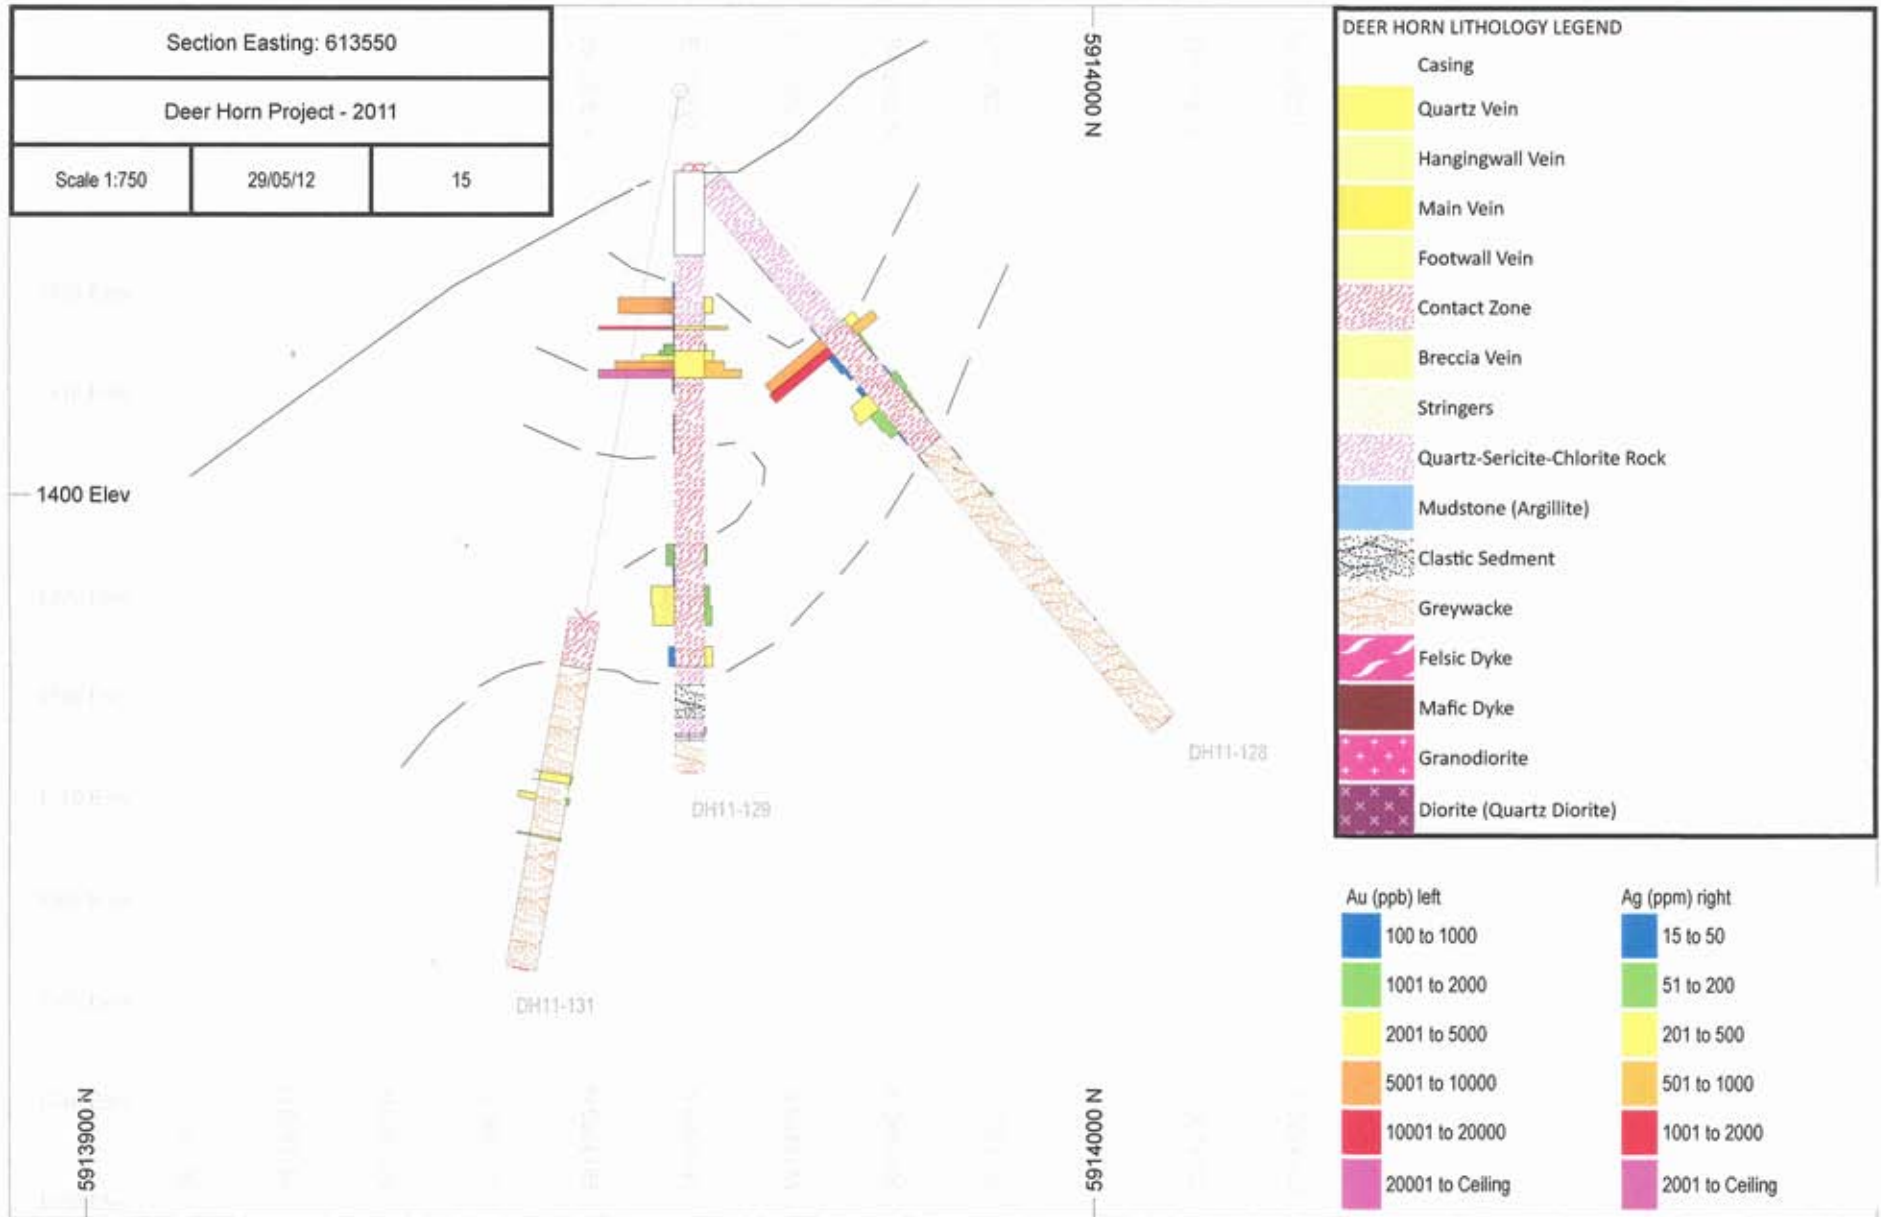 Section Easting: 613550
Deer Horn Project - 2011
Scale 1:750
29/05/12
15
5914000 N
1400 Elev
DH11-128
DH11-129
DH11-131
5913900 N
5914000 N
DEER HORN LITHOLOGY LEGEND
Casing
Quartz Vein
Hangingwall Vein
Main Vein
Footwall Vein
Contact Zone
Breccia Vein
Stringers
Quartz-Sericite-Chlorite Rock
Mudstone (Argillite)
Clastic Sediment
Greywacke
Felsic Dyke
Mafic Dyke
Granodiorite
Diorite (Quartz Diorite)
Au (ppb) left
100 to 1000
1001 to 2000
2001 to 5000
5001 to 10000
10001 to 20000
20001 to Ceiling
Ag (ppm) right
15 to 50
51 to 200
201 to 500
501 to 1000
1001 to 2000
2001 to Ceiling